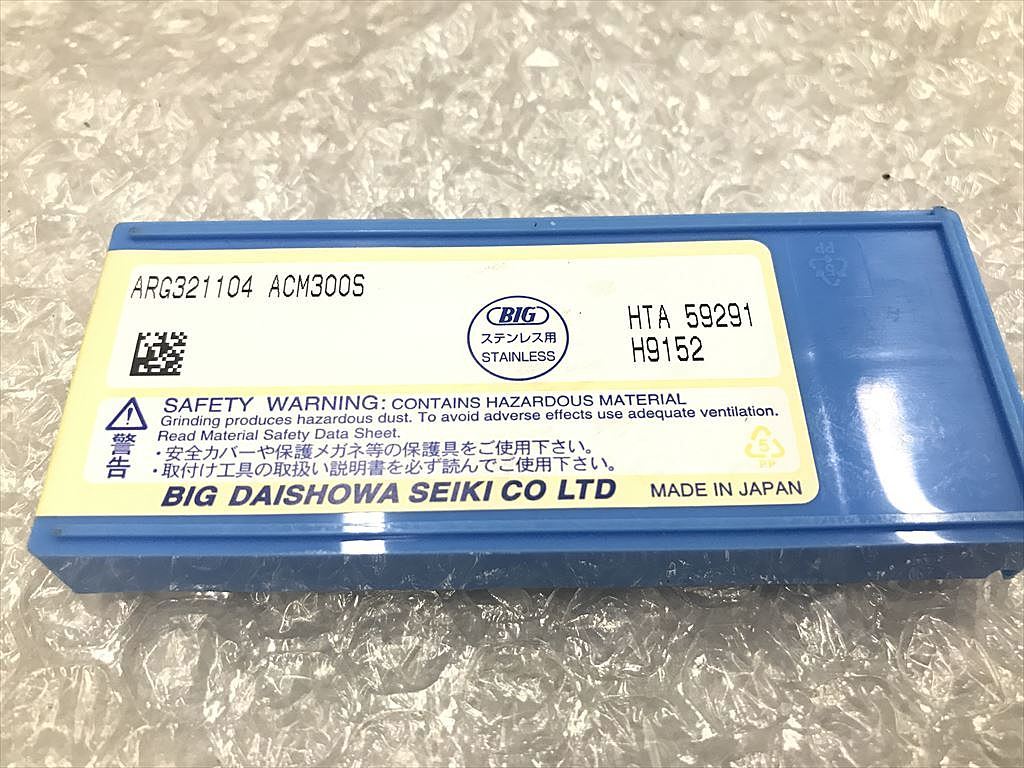 ARG321104 ACM300S
BIG
ステンレス用
STAINLESS
HTA 59291
H9152
SAFETY WARNING: CONTAINS HAZARDOUS MATERIAL
Grinding produces hazardous dust. To avoid adverse effects use adequate ventilation.
Read Material Safety Data Sheet.
警告
・安全カバーや保護メガネ等の保護具をご使用下さい。
・取付け工具の取扱い説明書を必ず読んでご使用下さい。
5
PP
BIG DAISHOWA SEIKI CO LTD
MADE IN JAPAN